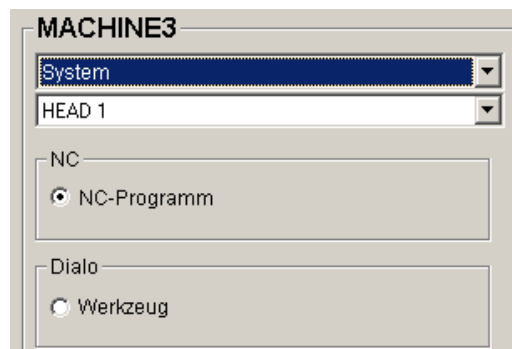 MACHINE3
System
HEAD 1
NC
NC-Programm
Dialo
Werkzeug